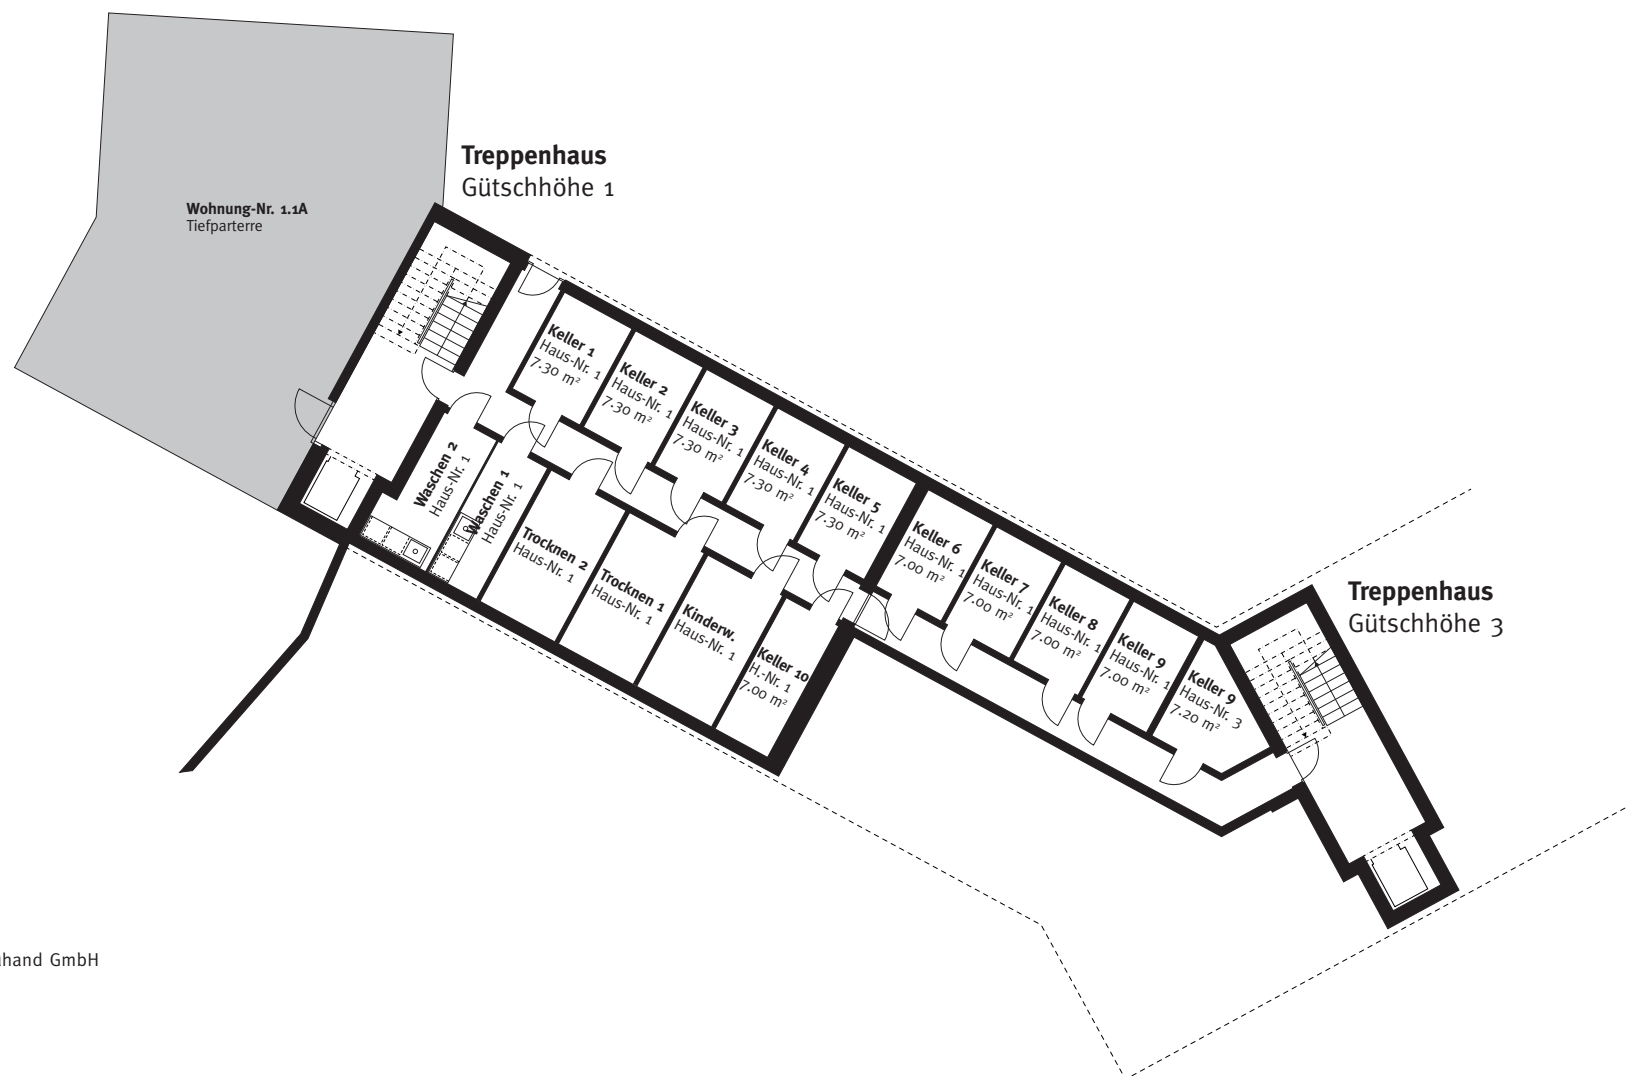 Treppenhaus
Gütschhöhe 1
Wohnung-Nr. 1.1A
Tiefparterre
Keller 1
Haus-Nr. 1
7.30 m²
Keller 2
Haus-Nr. 1
7.30 m²
Keller 3
Haus-Nr. 1
7.30 m²
Keller 4
Haus-Nr. 1
7.30 m²
Keller 5
Haus-Nr. 1
7.30 m²
Keller 6
Haus-Nr. 1
7.00 m²
Keller 7
Haus-Nr. 1
7.00 m²
Keller 8
Haus-Nr. 1
7.00 m²
Keller 9
Haus-Nr. 1
7.00 m²
Keller 9
Haus-Nr. 3
7.20 m²
Treppenhaus
Gütschhöhe 3
Waschen 2
Haus-Nr. 1
Waschen 1
Haus-Nr. 1
Trocknen 2
Haus-Nr. 1
Trocknen 1
Haus-Nr. 1
Kinderw.
Haus-Nr. 1
Keller 10
H.-Nr. 1
7.00 m²
GmbH